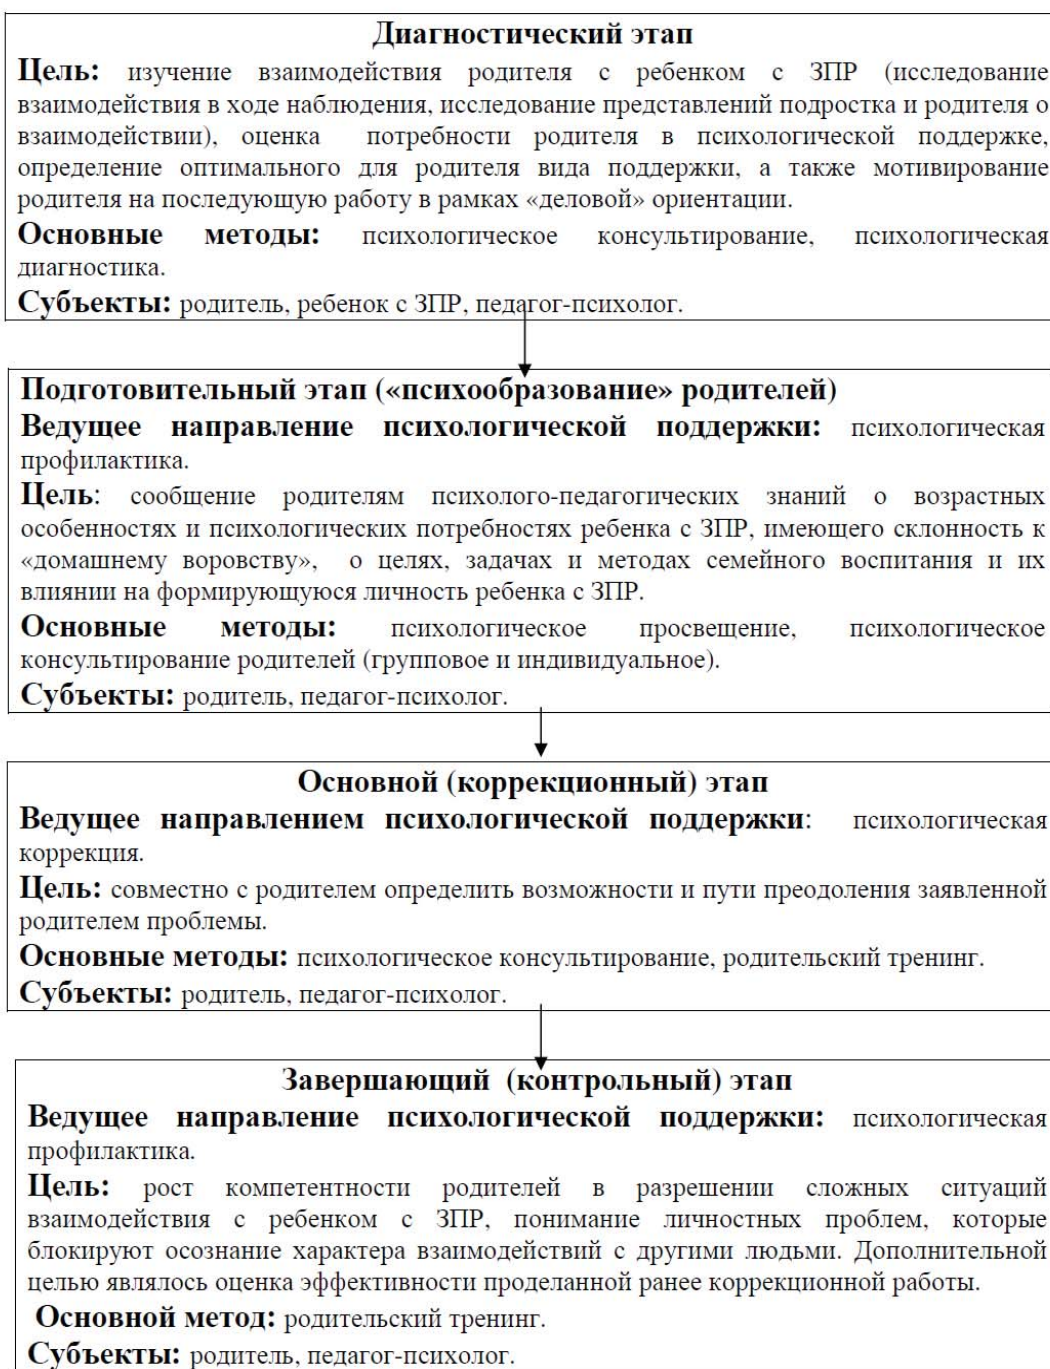 Диагностический этап
Цель: изучение взаимодействия родителя с ребенком с ЗПР (исследование
взаимодействия в ходе наблюдения, исследование представлений подростка и родителя о
взаимодействии), оценка потребности родителя в психологической поддержке,
определение оптимального для родителя вида поддержки, а также мотивирование
родителя на последующую работу в рамках «деловой» ориентации.
Основные методы: психологическое консультирование, психологическая
диагностика.
Субъекты: родитель, ребенок с ЗПР, педагог-психолог.
Подготовительный этап («психообразование» родителей)
Ведущее направление психологической поддержки: психологическая
профилактика.
Цель: сообщение родителям психолого-педагогических знаний о возрастных
особенностях и психологических потребностях ребенка с ЗПР, имеющего склонность к
«домашнему воровству», о целях, задачах и методах семейного воспитания и их
влиянии на формирующуюся личность ребенка с ЗПР.
Основные методы: психологическое просвещение, психологическое
консультирование родителей (групповое и индивидуальное).
Субъекты: родитель, педагог-психолог.
Основной (коррекционный) этап
Ведущее направлением психологической поддержки: психологическая
коррекция.
Цель: совместно с родителем определить возможности и пути преодоления заявленной
родителем проблемы.
Основные методы: психологическое консультирование, родительский тренинг.
Субъекты: родитель, педагог-психолог.
Завершающий (контрольный) этап
Ведущее направление психологической поддержки: психологическая
профилактика.
Цель: рост компетентности родителей в разрешении сложных ситуаций
взаимодействия с ребенком с ЗПР, понимание личностных проблем, которые
блокируют осознание характера взаимодействий с другими людьми. Дополнительной
целью являлось оценка эффективности проделанной ранее коррекционной работы.
Основной метод: родительский тренинг.
Субъекты: родитель, педагог-психолог.